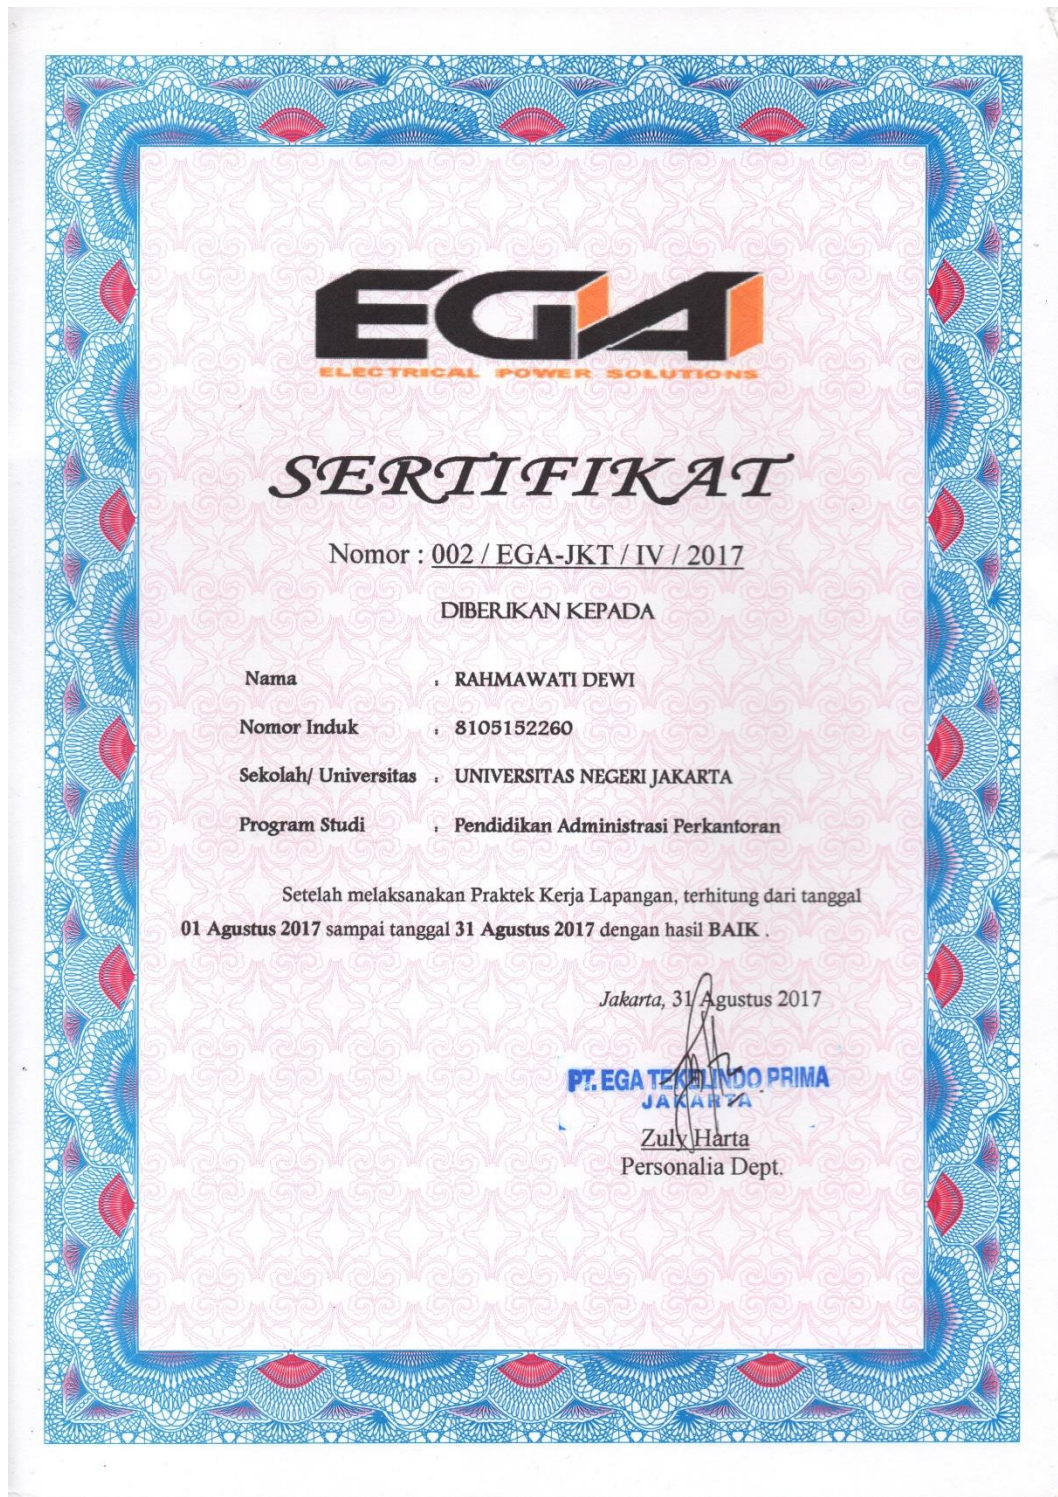 EGA
ELECTRICAL POWER SOLUTIONS
SERTIFIKAT
Nomor : 002 / EGA-JKT / IV / 2017
DIBERIKAN KEPADA
Nama : RAHMAWATI DEWI
Nomor Induk : 8105152260
Sekolah/ Universitas : UNIVERSITAS NEGERI JAKARTA
Program Studi : Pendidikan Administrasi Perkantoran
Setelah melaksanakan Praktek Kerja Lapangan, terhitung dari tanggal
01 Agustus 2017 sampai tanggal 31 Agustus 2017 dengan hasil BAIK .
Jakarta, 31 Agustus 2017
PT. EGA TEKELINDO PRIMA
JAKARTA
Zuly Harta
Personalia Dept.